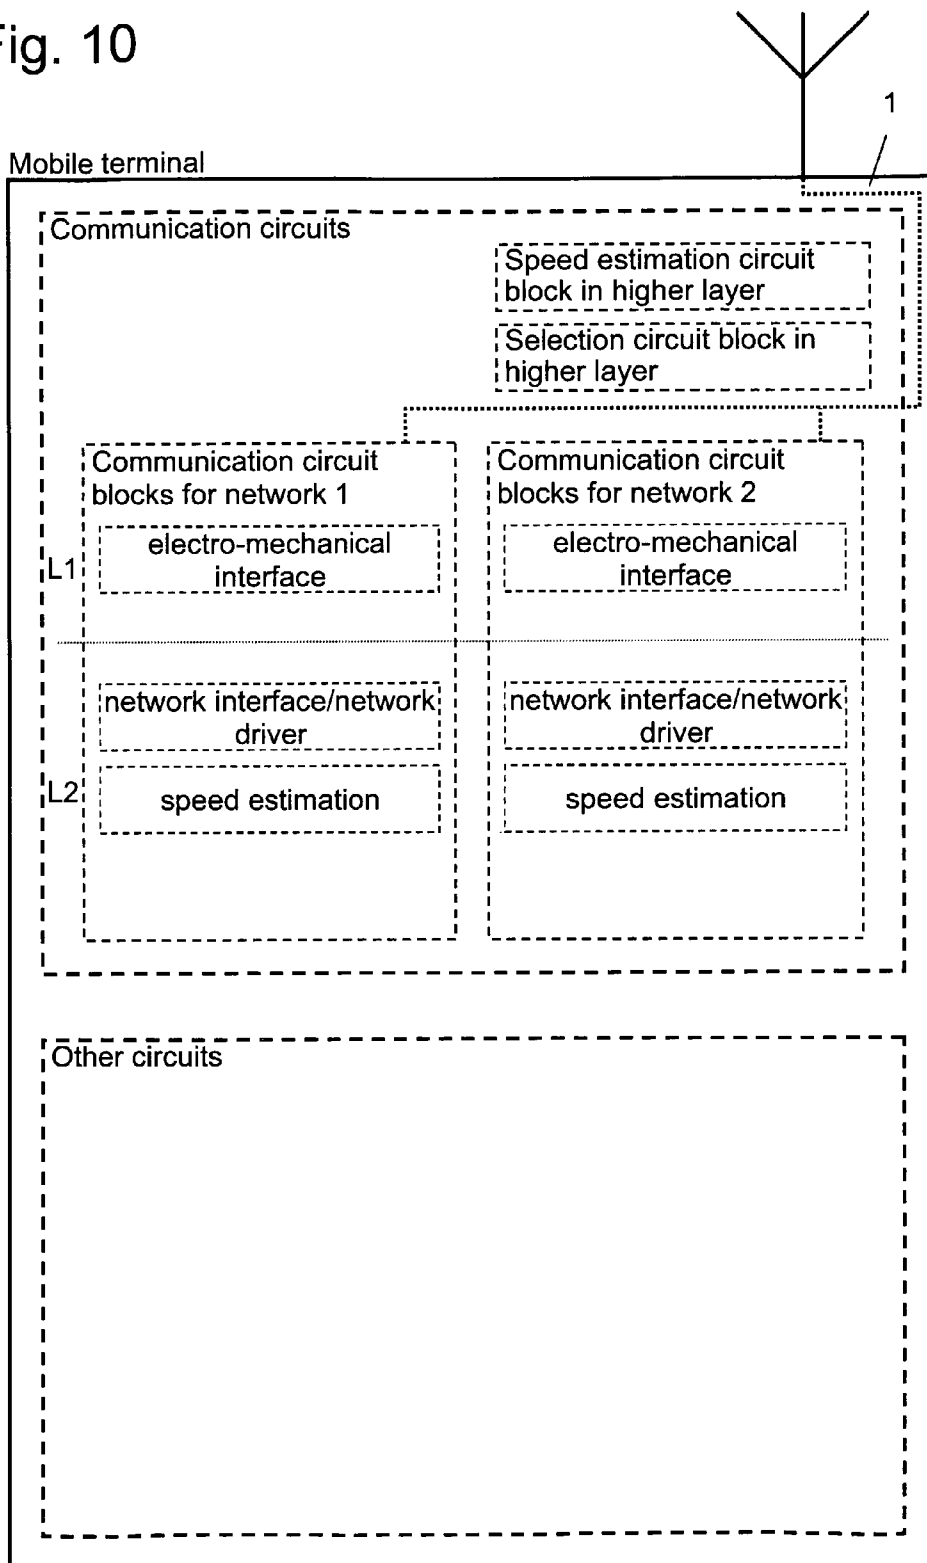 Fig. 10
1
Mobile terminal
Communication circuits
Speed estimation circuit
block in higher layer
Selection circuit block in
higher layer
Communication circuit
blocks for network 1
Communication circuit
blocks for network 2
L1
electro-mechanical
interface
electro-mechanical
interface
network interface/network
driver
network interface/network
driver
L2
speed estimation
speed estimation
Other circuits